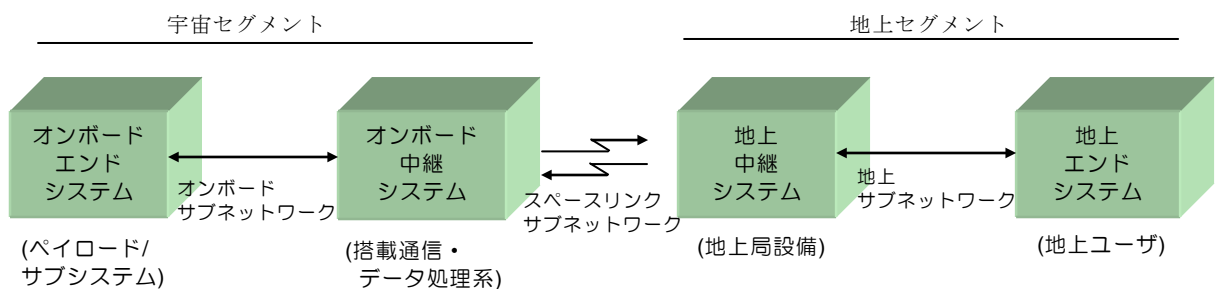 宇宙セグメント
地上セグメント
オンボード
エンド
システム
オンボード
サブネットワーク
オンボード
中継
システム
スペースリンク
サブネットワーク
地上
中継
システム
地上
サブネットワーク
地上
エンド
システム
(ペイロード/
サブシステム)
(搭載通信・
データ処理系)
(地上局設備)
(地上ユーザ)